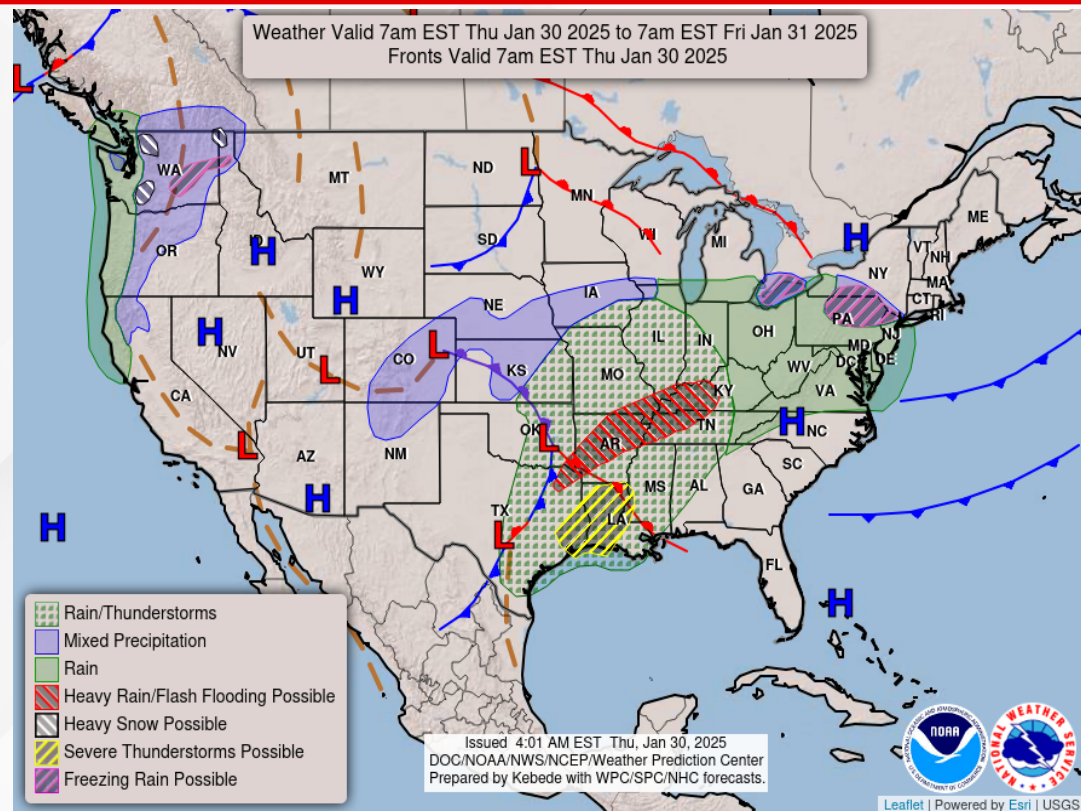 Weather Valid 7am EST Thu Jan 30 2025 to 7am EST Fri Jan 31 2025
Fronts Valid 7am EST Thu Jan 30 2025
L
L
WA
MT
ND
MN
ME
SD
WI
MI
H
VT
NH
OR
H
WY
NY
MA
CT
RI
NE
IA
PA
NJ
H
H
NV
UT
L
CO
L
KS
MO
IL
IN
OH
WV
MD
DC
DE
VA
KY
CA
L
AZ
NM
OK
L
AR
TN
H
NC
SC
H
H
TX
L
LA
MS
AL
GA
FL
H
Rain/Thunderstorms
Mixed Precipitation
Rain
Heavy Rain/Flash Flooding Possible
Heavy Snow Possible
Severe Thunderstorms Possible
Freezing Rain Possible
Issued 4:01 AM EST Thu, Jan 30, 2025
DOC/NOAA/NWS/NCEP/Weather Prediction Center
Prepared by Kebede with WPC/SPC/NHC forecasts.
NOAA
NATIONAL WEATHER SERVICE
Leaflet | Powered by Esri | USGS